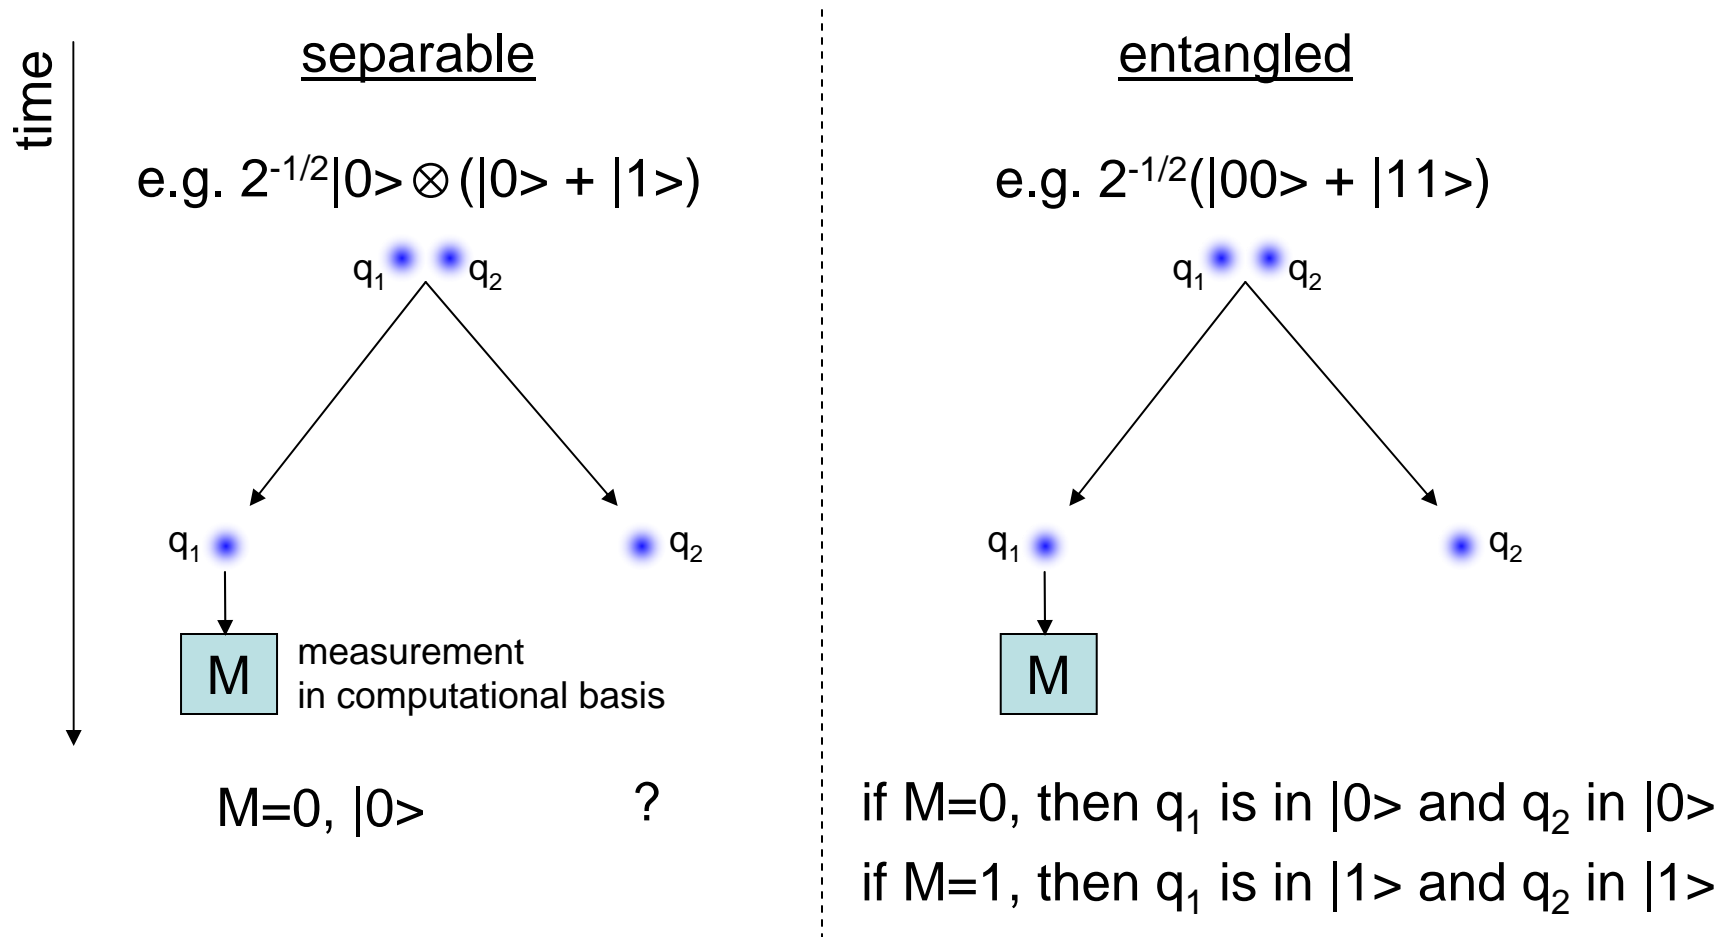 time
separable
e.g. 2^-1/2|0>⊗(|0> + |1>)
q₁ q₂
q₁ q₂
M
measurement
in computational basis
M=0, |0> ?
entangled
e.g. 2^-1/2(|00> + |11>)
q₁ q₂
q₁ q₂
M
if M=0, then q₁ is in |0> and q₂ in |0>
if M=1, then q₁ is in |1> and q₂ in |1>